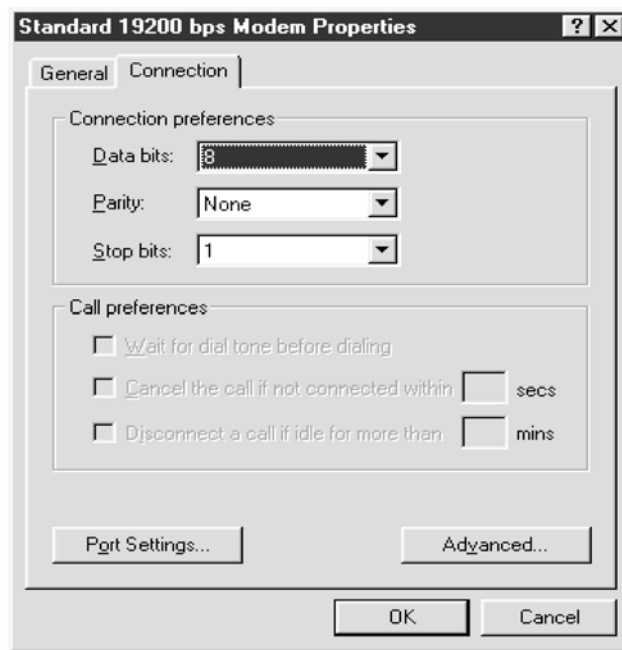 Standard 19200 bps Modem Properties
General Connection
Connection preferences
Data bits: 8
Parity: None
Stop bits: 1
Call preferences
Wait for dial tone before dialing
Cancel the call if not connected within secs
Disconnect a call if idle for more than mins
Port Settings... Advanced...
OK Cancel